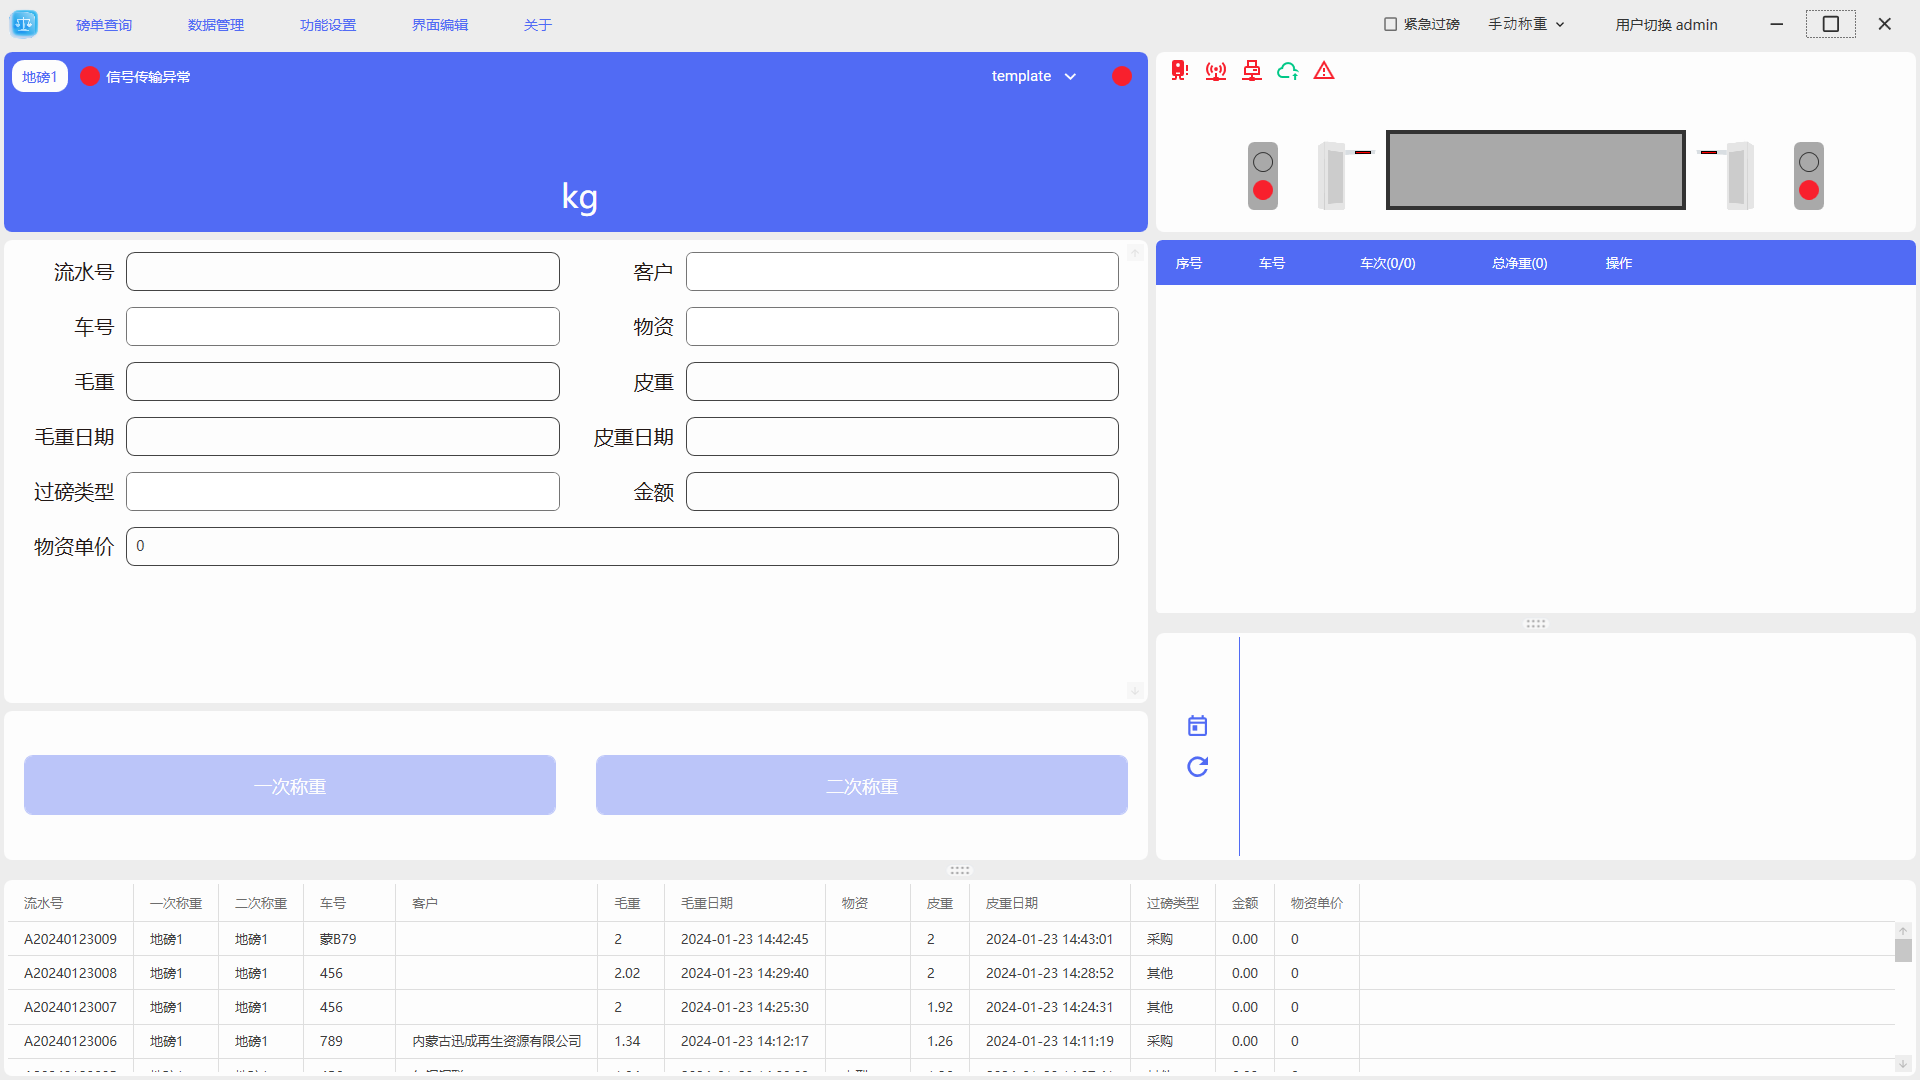 磅单查询 数据管理 功能设置 界面编辑 关于 紧急过磅 手动称重 用户切换 admin
地磅1 信号传输异常 template
kg
流水号 客户
车号 物资
毛重 皮重
毛重日期 皮重日期
过磅类型 金额
物资单价 0
一次称重 二次称重
序号 车号 车次(0/0) 总净重(0) 操作
流水号 一次称重 二次称重 车号 客户 毛重 毛重日期 物资 皮重 皮重日期 过磅类型 金额 物资单价
A20240123009 地磅1 地磅1 蒙B79 2 2024-01-23 14:42:45 2 2024-01-23 14:43:01 采购 0.00 0
A20240123008 地磅1 地磅1 456 2.02 2024-01-23 14:29:40 2 2024-01-23 14:28:52 其他 0.00 0
A20240123007 地磅1 地磅1 456 2 2024-01-23 14:25:30 1.92 2024-01-23 14:24:31 其他 0.00 0
A20240123006 地磅1 地磅1 789 内蒙古迅成再生资源有限公司 1.34 2024-01-23 14:12:17 1.26 2024-01-23 14:11:19 采购 0.00 0